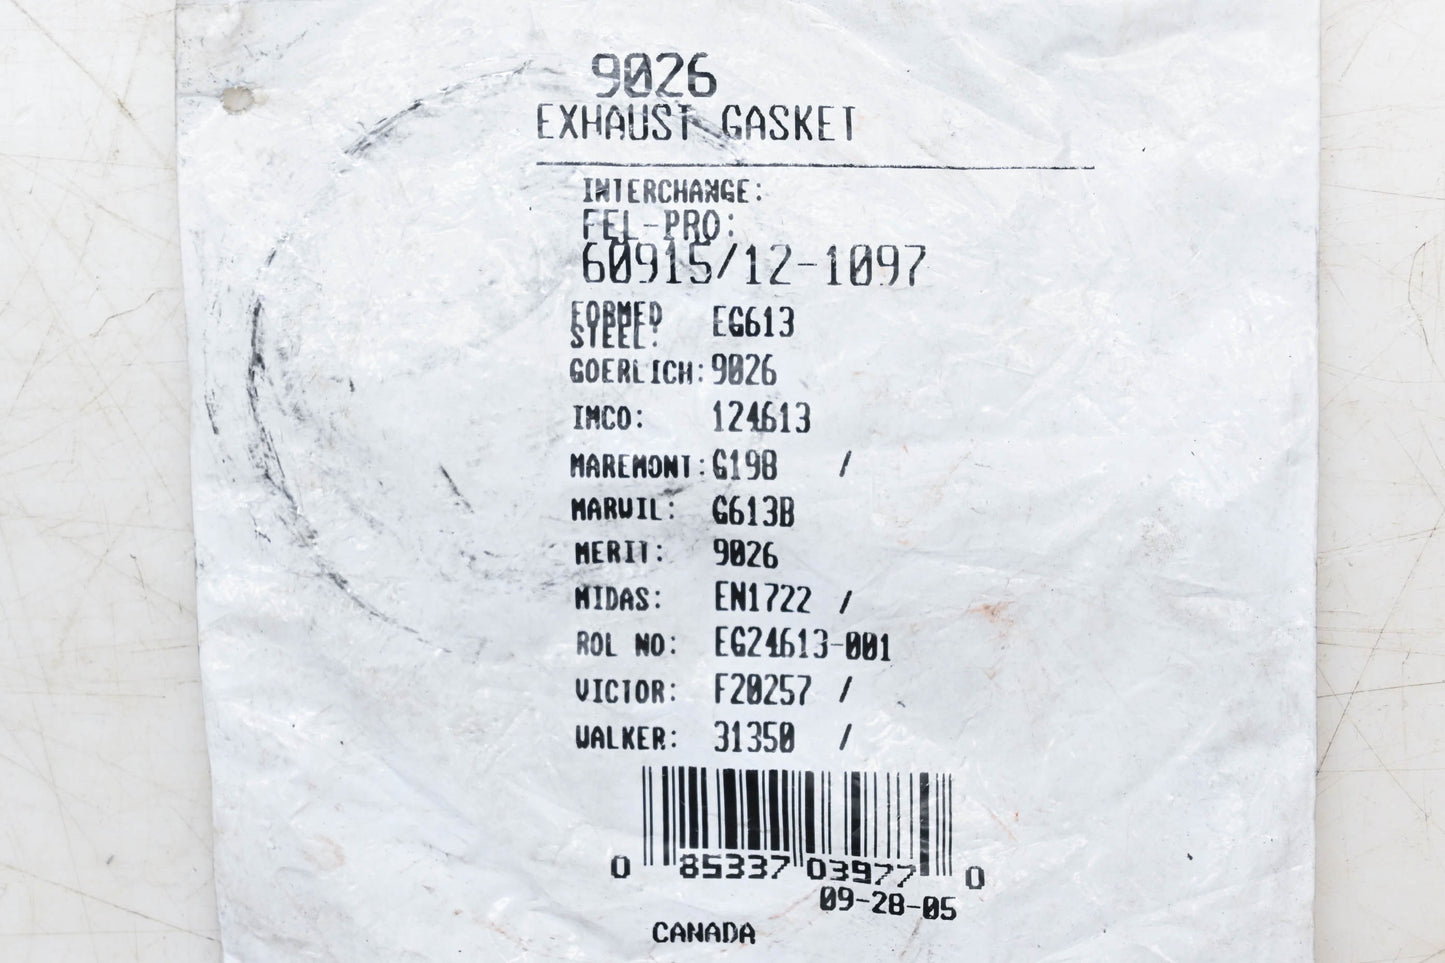 9026
EXHAUST GASKET
INTERCHANGE:
FEL-PRO:
60915/12-1097
FORMED
STEEL: EG613
GOERLICH: 9026
IMCO: 124613
MAREMONT: G198 /
MARVIL: G613B
MERIT: 9026
MIDAS: EN1722 /
ROL NO: EG24613-001
VICTOR: F20257 /
WALKER: 31350 /
0 85337 03977 0
09-28-05
CANADA